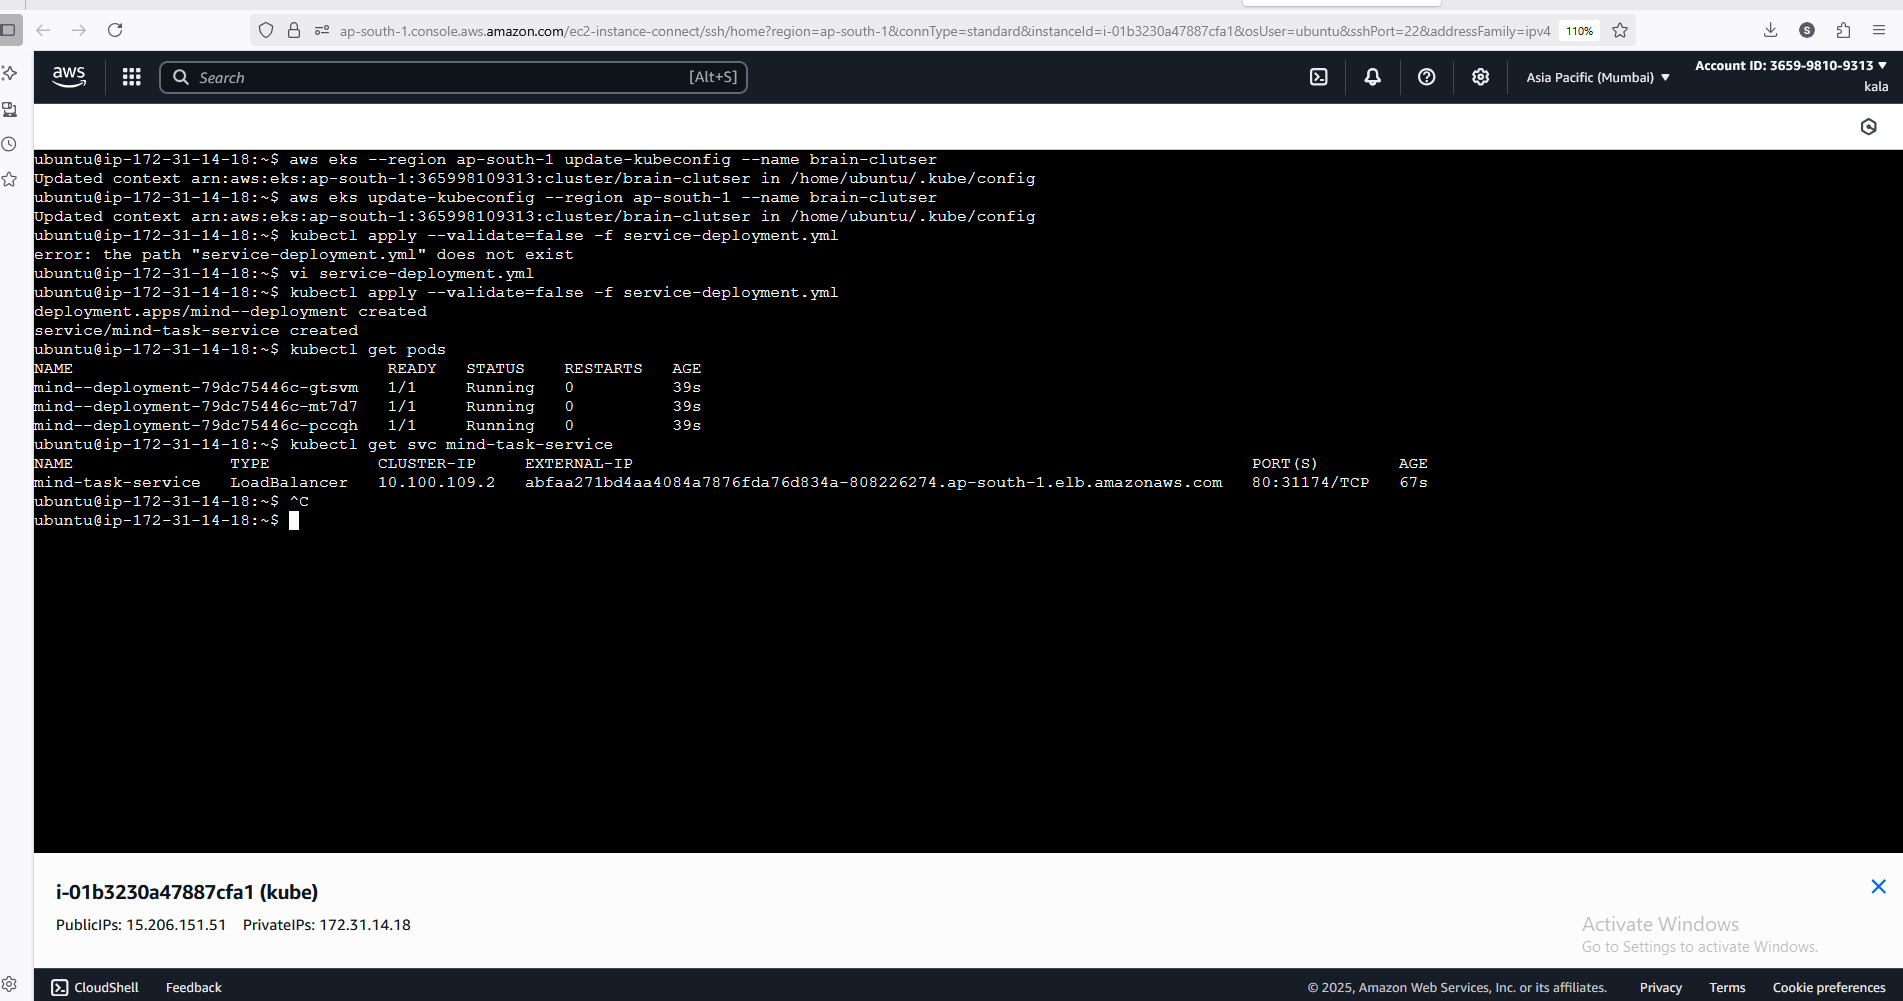 ap-south-1.console.aws.amazon.com/ec2-instance-connect/ssh/home?region=ap-south-1&connType=standard&instanceId=i-01b3230a47887cfa1&osUser=ubuntu&sshPort=22&addressFamily=ipv4 110% S
aws Search [Alt+S] Asia Pacific (Mumbai) ▼ Account ID: 3659-9810-9313 ▼
kala
ubuntu@ip-172-31-14-18:~$ aws eks --region ap-south-1 update-kubeconfig --name brain-clutser
Updated context arn:aws:eks:ap-south-1:365998109313:cluster/brain-clutser in /home/ubuntu/.kube/config
ubuntu@ip-172-31-14-18:~$ aws eks update-kubeconfig --region ap-south-1 --name brain-clutser
Updated context arn:aws:eks:ap-south-1:365998109313:cluster/brain-clutser in /home/ubuntu/.kube/config
ubuntu@ip-172-31-14-18:~$ kubectl apply --validate=false -f service-deployment.yml
error: the path "service-deployment.yml" does not exist
ubuntu@ip-172-31-14-18:~$ vi service-deployment.yml
ubuntu@ip-172-31-14-18:~$ kubectl apply --validate=false -f service-deployment.yml
deployment.apps/mind--deployment created
service/mind-task-service created
ubuntu@ip-172-31-14-18:~$ kubectl get pods
NAME READY STATUS RESTARTS AGE
mind--deployment-79dc75446c-gtsvm 1/1 Running 0 39s
mind--deployment-79dc75446c-mt7d7 1/1 Running 0 39s
mind--deployment-79dc75446c-pccqh 1/1 Running 0 39s
ubuntu@ip-172-31-14-18:~$ kubectl get svc mind-task-service
NAME TYPE CLUSTER-IP EXTERNAL-IP PORT(S) AGE
mind-task-service LoadBalancer 10.100.109.2 abfaa271bd4aa4084a7876fda76d834a-808226274.ap-south-1.elb.amazonaws.com 80:31174/TCP 67s
ubuntu@ip-172-31-14-18:~$ ^C
ubuntu@ip-172-31-14-18:~$
i-01b3230a47887cfa1 (kube)
PublicIPs: 15.206.151.51 PrivateIPs: 172.31.14.18
Activate Windows
Go to Settings to activate Windows.
CloudShell Feedback © 2025, Amazon Web Services, Inc. or its affiliates. Privacy Terms Cookie preferences